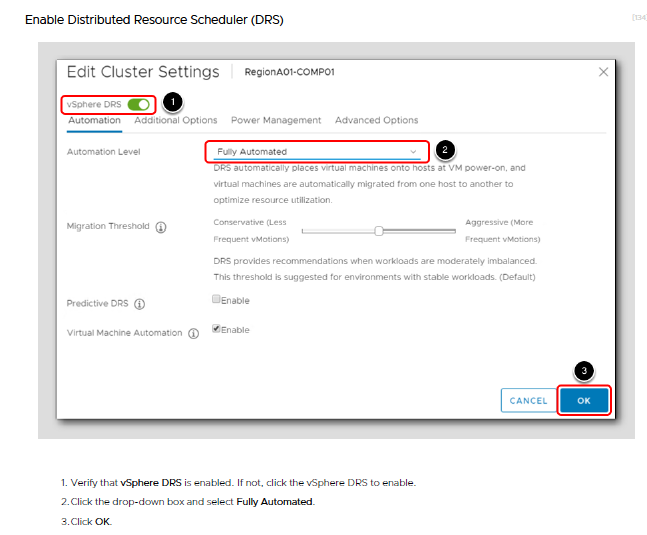 Enable Distributed Resource Scheduler (DRS)
[134
Edit Cluster Settings
RegionA01-COMP01
vSphere DRS
1
Automation
Additional Options
Power Management
Advanced Options
Automation Level
Fully Automated
2
DRS automatically places virtual machines onto hosts at VM power-on, and
virtual machines are automatically migrated from one host to another to
optimize resource utilization.
Migration Threshold
Conservative (Less
Frequent vMotions)
Aggressive (More
Frequent vMotions)
DRS provides recommendations when workloads are moderately imbalanced.
This threshold is suggested for environments with stable workloads. (Default)
Predictive DRS
Enable
Virtual Machine Automation
Enable
3
CANCEL
OK
1. Verify that vSphere DRS is enabled. If not, click the vSphere DRS to enable.
2. Click the drop-down box and select Fully Automated.
3. Click OK.